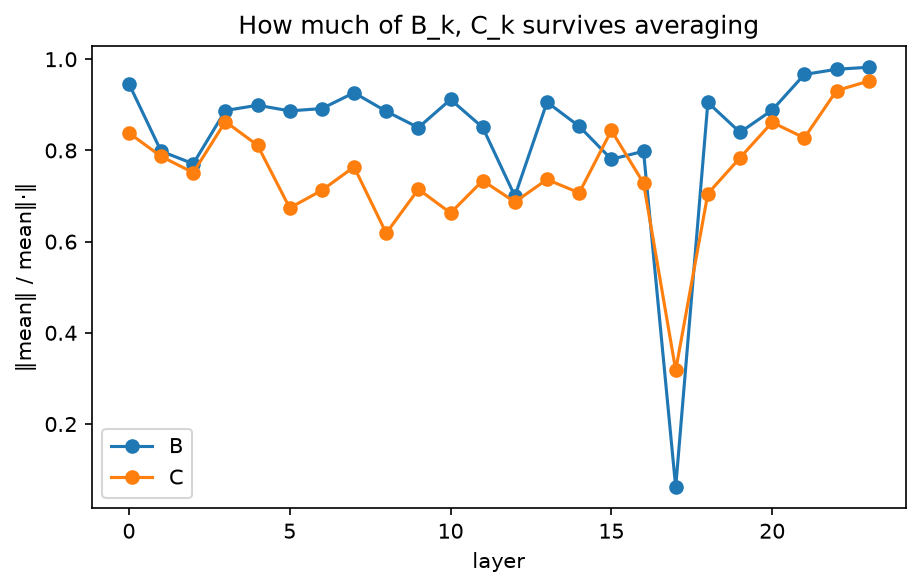 How much of B_k, C_k survives averaging
1.0
0.8
0.6
0.4
0.2
‖mean‖ / mean‖·‖
B
C
0 5 10 15 20
layer